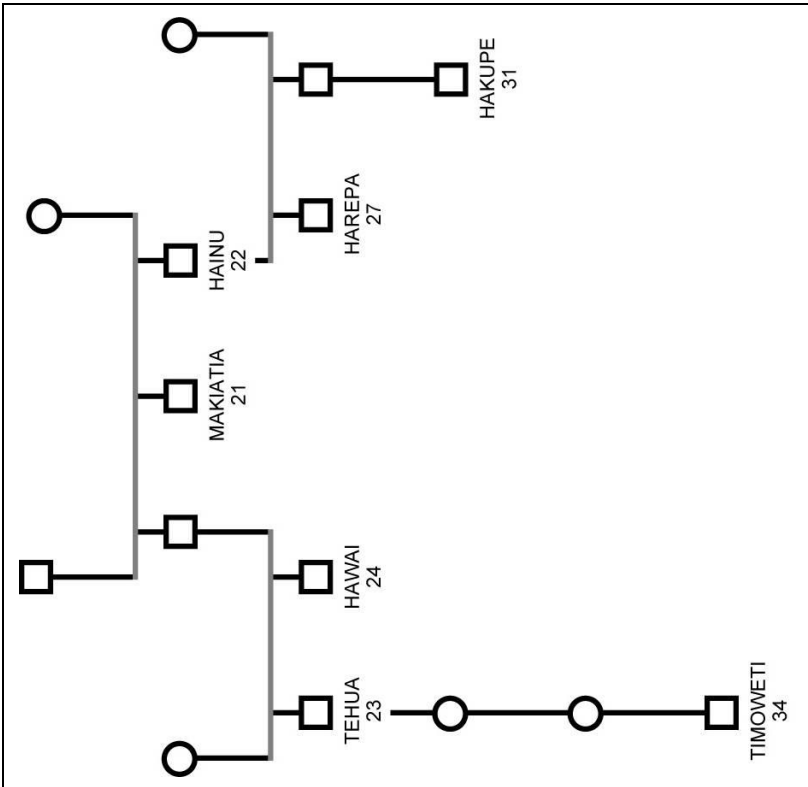 MAKIATIA
21
HAINU
22
TEHUA
23
HAWAI
24
HAREPA
27
HAKUPE
31
TIMOWETI
34